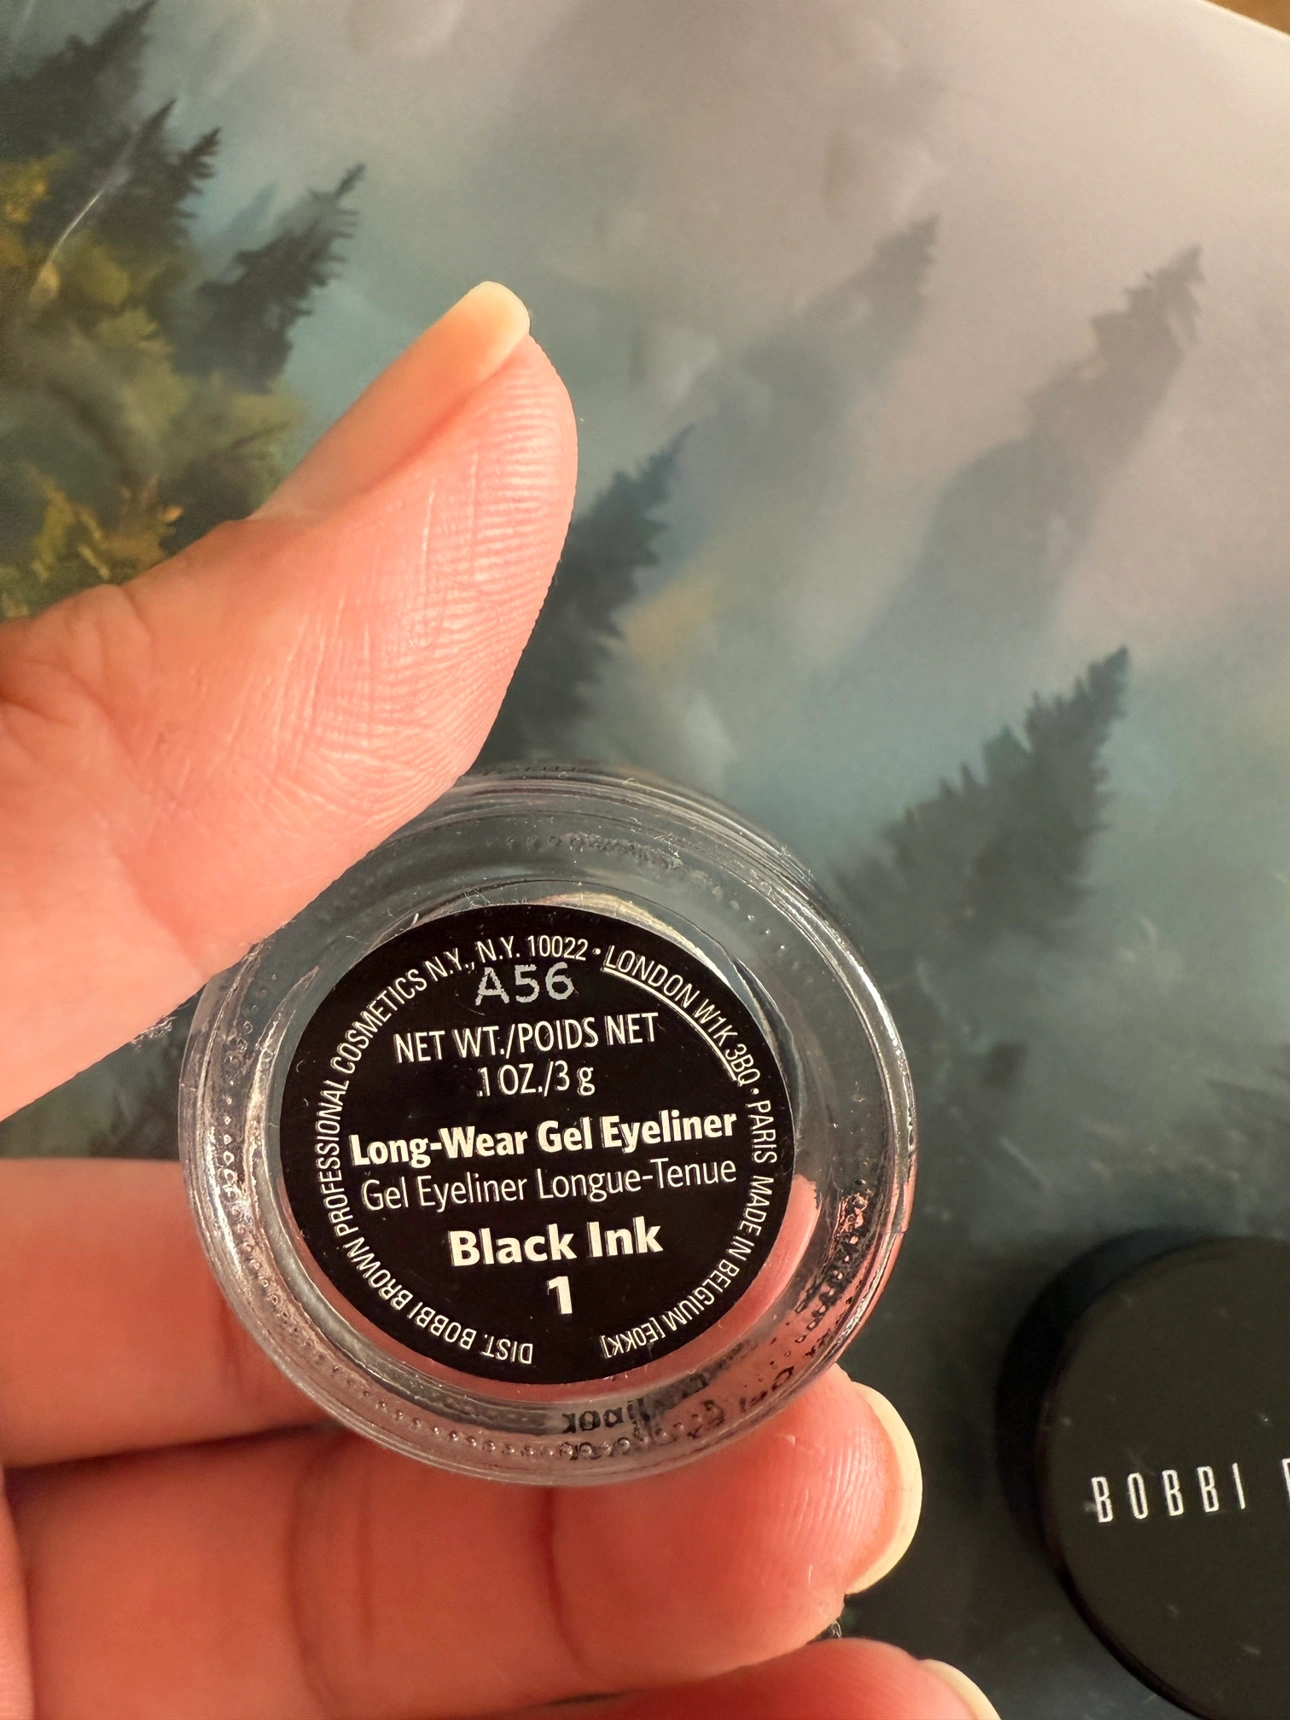 DIST. BOBBI BROWN PROFESSIONAL COSMETICS N.Y., N.Y. 10022 • LONDON W1K 3BQ • PARIS MADE IN BELGIUM [E0KK]
A56
NET WT./POIDS NET
.1 OZ./3 g
Long-Wear Gel Eyeliner
Gel Eyeliner Longue-Tenue
Black Ink
1
BOBBI